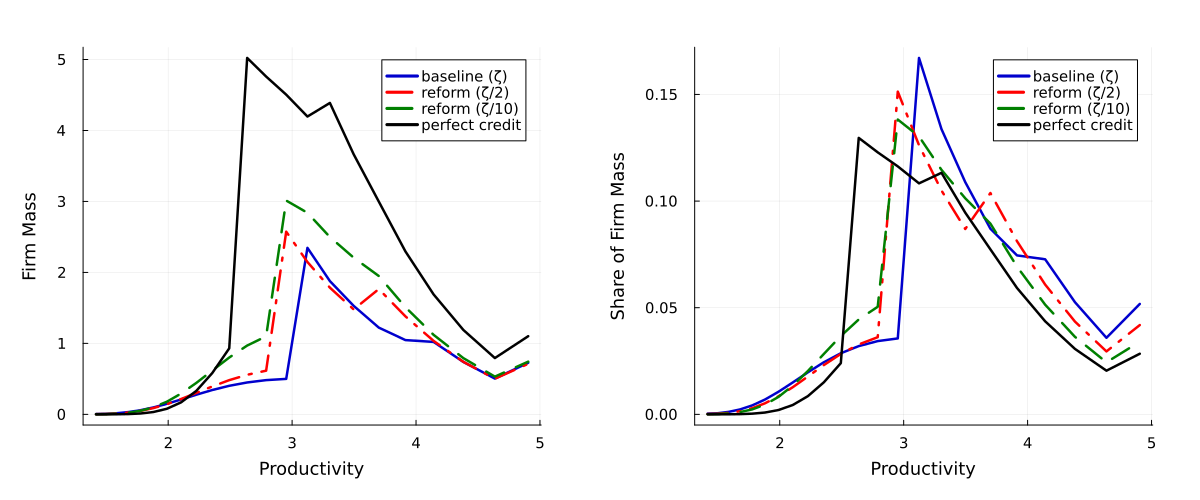 Firm Mass
5
4
3
2
1
0
2
3
4
5
Productivity
baseline (ζ)
reform (ζ/2)
reform (ζ/10)
perfect credit
Share of Firm Mass
0.15
0.10
0.05
0.00
2
3
4
5
Productivity
baseline (ζ)
reform (ζ/2)
reform (ζ/10)
perfect credit